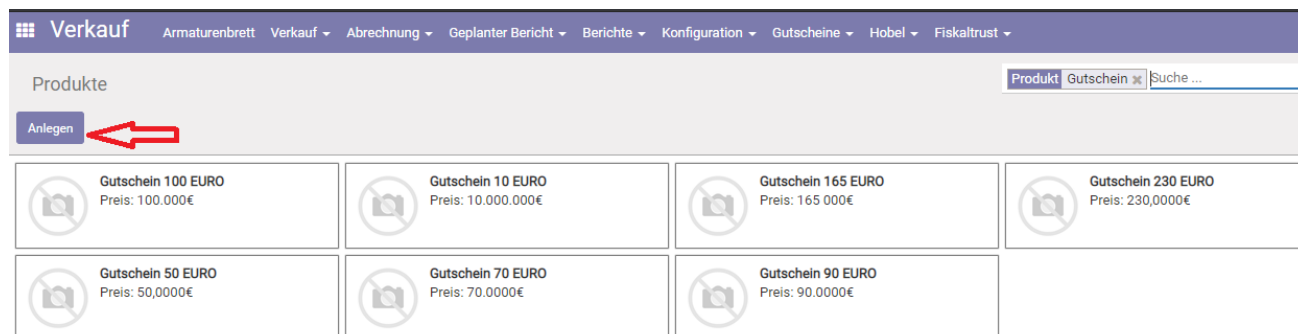 Verkauf Armaturenbrett Verkauf Abrechnung Geplanter Bericht Berichte Konfiguration Gutscheine Hobel Fiskaltrust
Produkte
Produkt Gutschein Suche ...
Anlegen
Gutschein 100 EURO
Preis: 100.000€
Gutschein 10 EURO
Preis: 10.000.000€
Gutschein 165 EURO
Preis: 165 000€
Gutschein 230 EURO
Preis: 230,0000€
Gutschein 50 EURO
Preis: 50,0000€
Gutschein 70 EURO
Preis: 70.0000€
Gutschein 90 EURO
Preis: 90.0000€